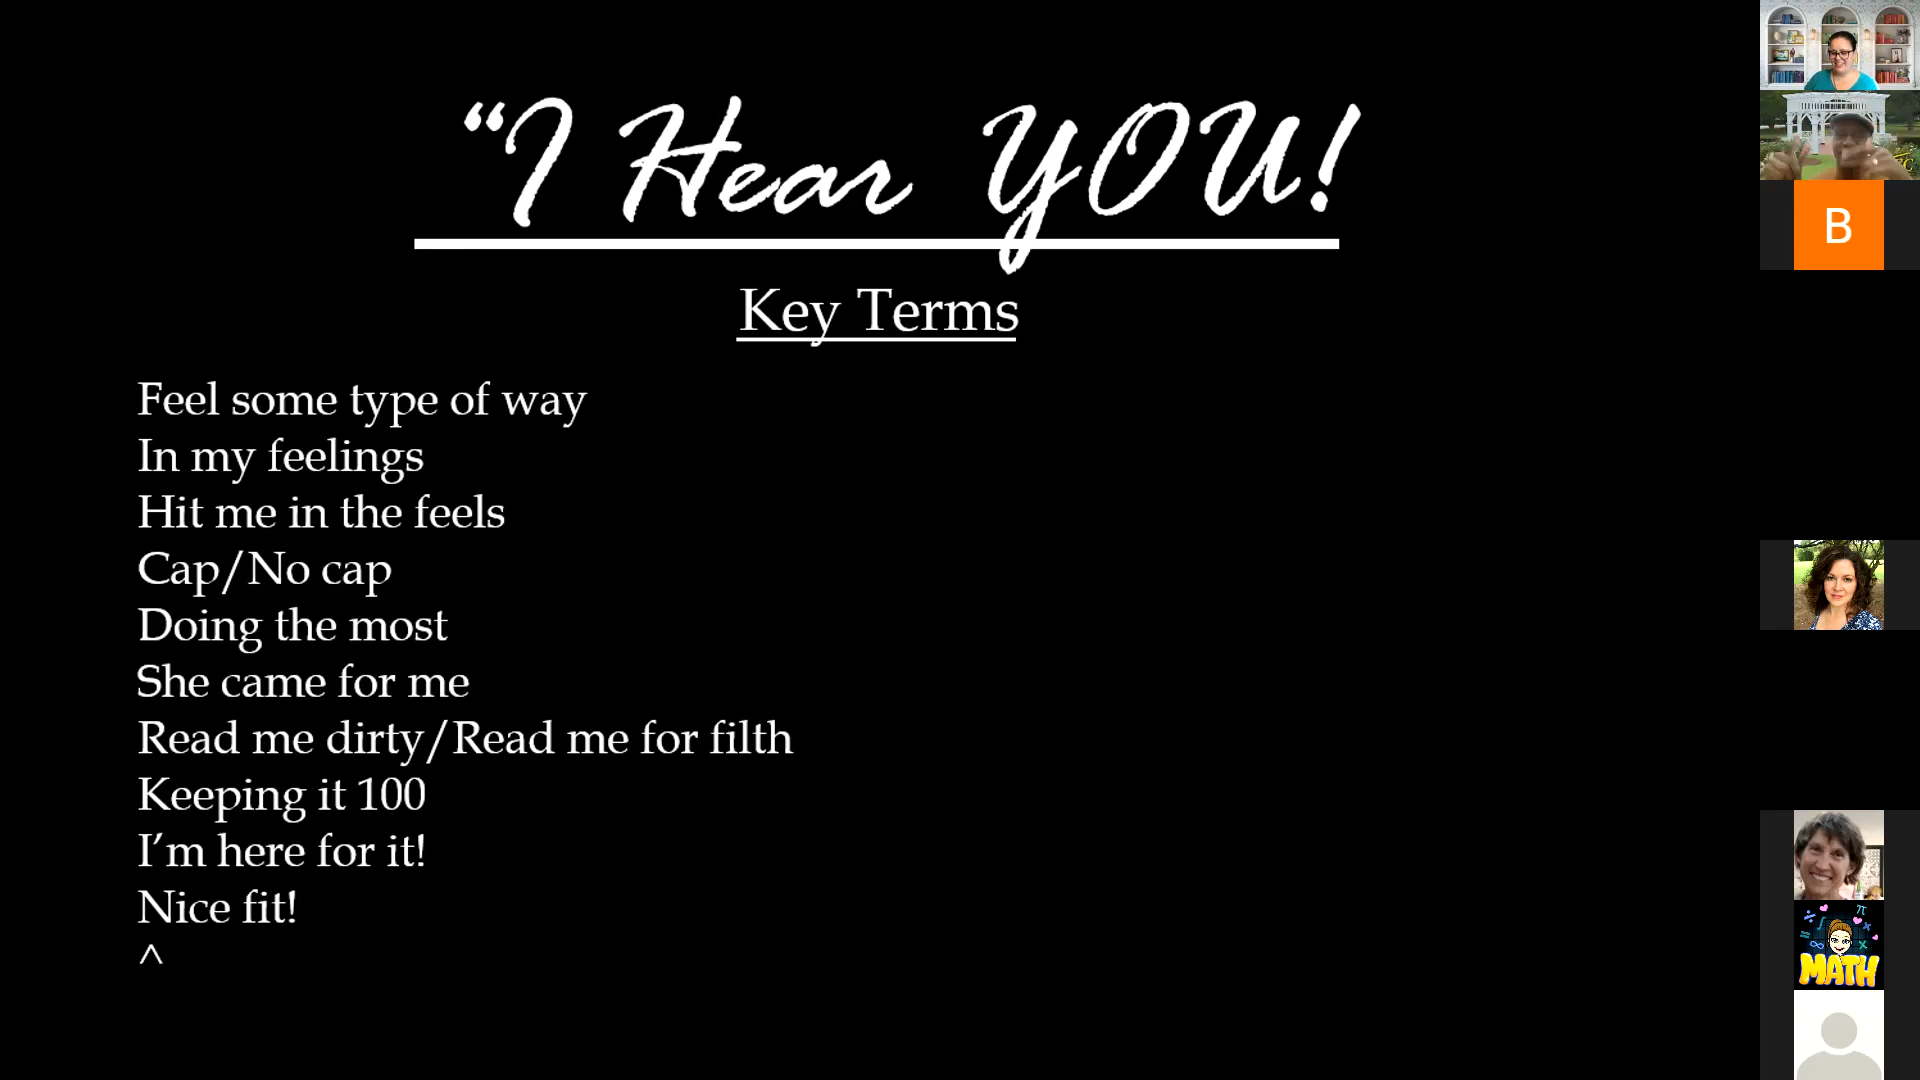 “I Hear YOU!
Key Terms
Feel some type of way
In my feelings
Hit me in the feels
Cap/No cap
Doing the most
She came for me
Read me dirty/Read me for filth
Keeping it 100
I’m here for it!
Nice fit!
^
B
MATH